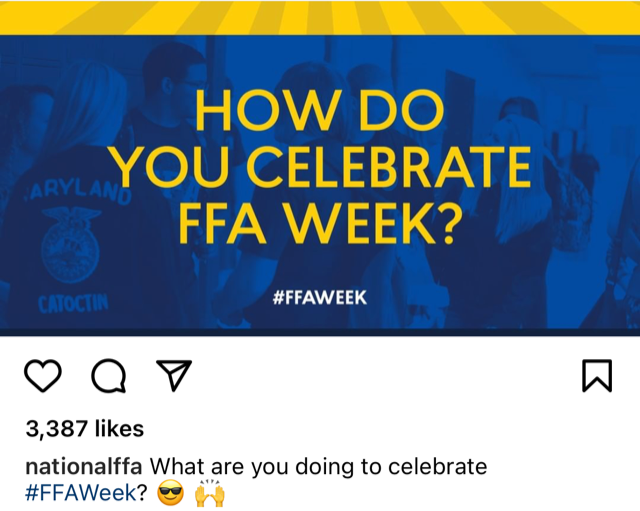 HOW DO
YOU CELEBRATE
FFA WEEK?
ARYLAND
CATOCTIN
#FFAWEEK
3,387 likes
nationalffa What are you doing to celebrate
#FFAWeek? 😎 🙌